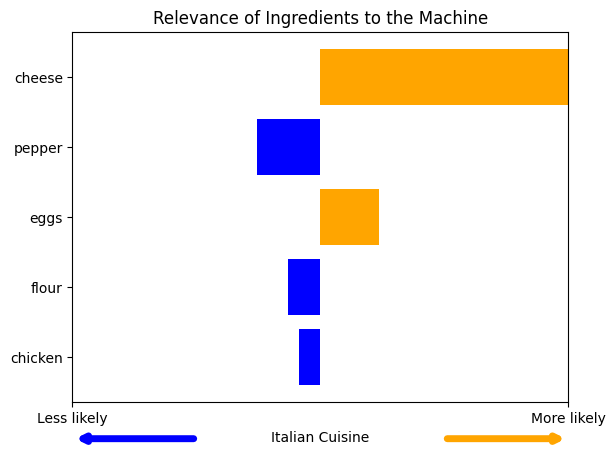 Relevance of Ingredients to the Machine
cheese
pepper
eggs
flour
chicken
Less likely
More likely
Italian Cuisine